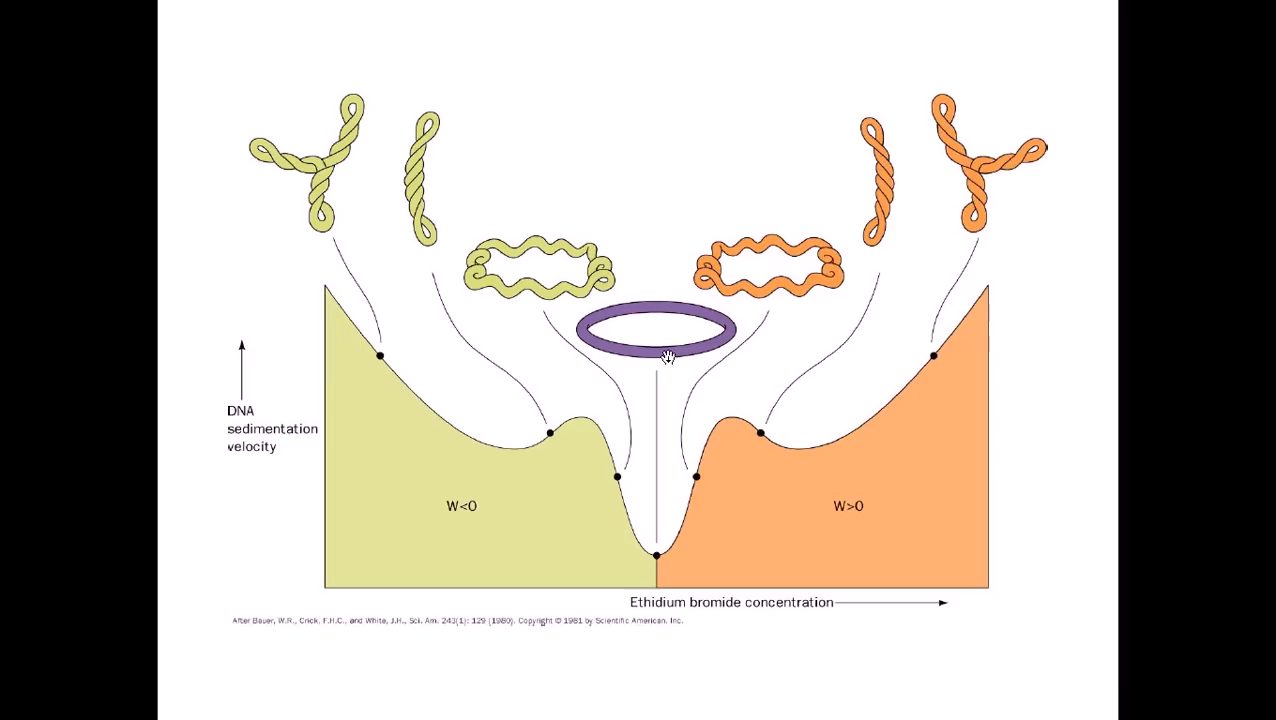 DNA
sedimentation
velocity
W<0
W>0
Ethidium bromide concentration
After Bauer, W.R., Crick, F.H.C., and White, J.H., Sci. Am. 243(1): 129 (1980). Copyright © 1981 by Scientific American, Inc.